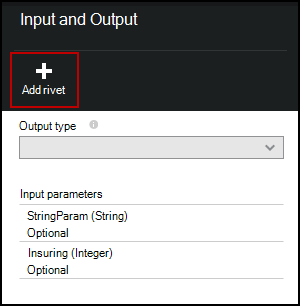 Input and Output
Add rivet
Output type
Input parameters
StringParam (String)
Optional
Insuring (Integer)
Optional